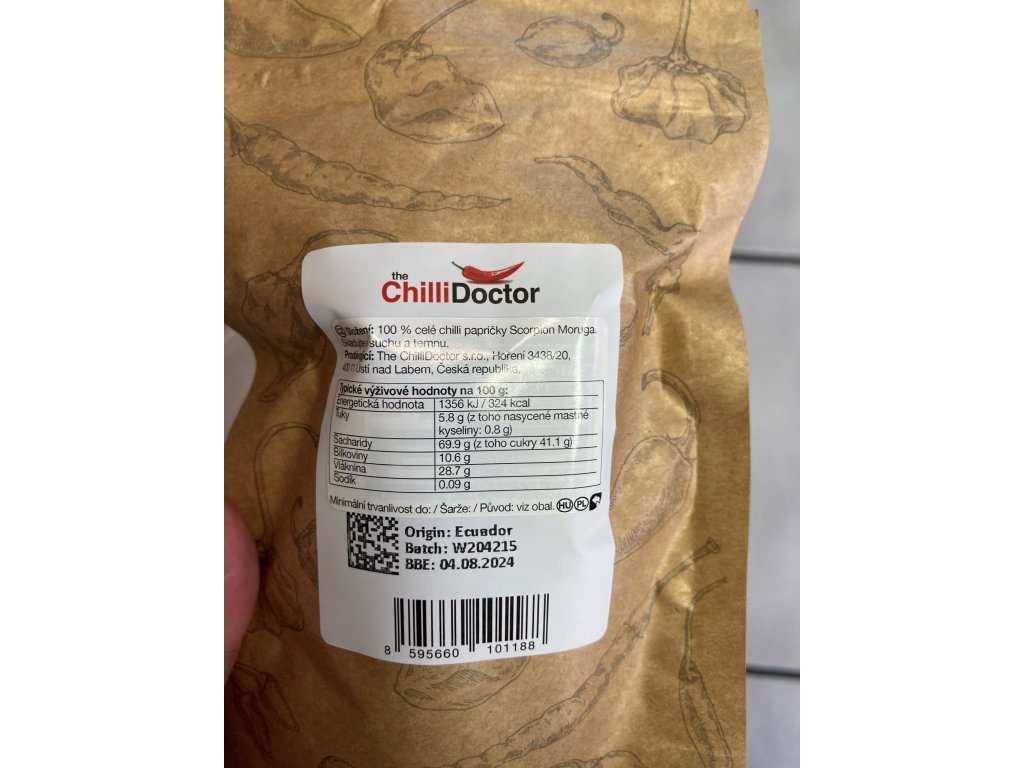 the
ChilliDoctor
CZ Složení: 100 % celé chilli papričky Scorpion Moruga.
Skladujte v suchu a temnu.
Prodávající: The ChilliDoctor s.r.o., Hoření 3438/20,
400 11 Ústí nad Labem, Česká republika.
Typické výživové hodnoty na 100 g:
Energetická hodnota 1356 kJ / 324 kcal
Tuky 5.8 g (z toho nasycené mastné
kyseliny: 0.8 g)
Sacharidy 69.9 g (z toho cukry 41.1 g)
Bílkoviny 10.6 g
Vláknina 28.7 g
Sodík 0.09 g
Minimální trvanlivost do: / Šarže: / Původ: viz obal. HU PL
Origin: Ecuador
Batch: W204215
BBE: 04.08.2024
8 595660 101188